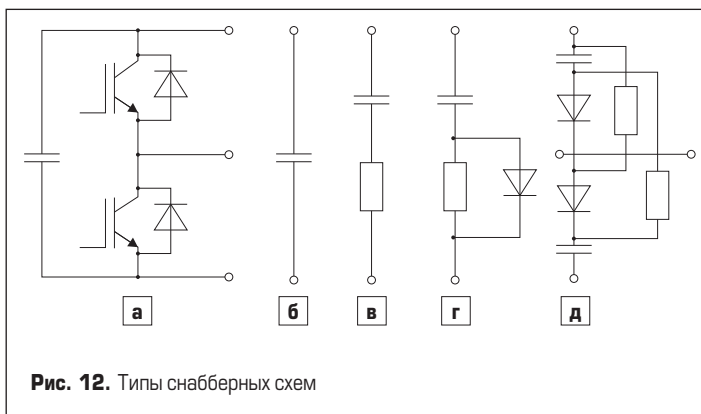 а б в г д
Рис. 12. Типы снабберных схем